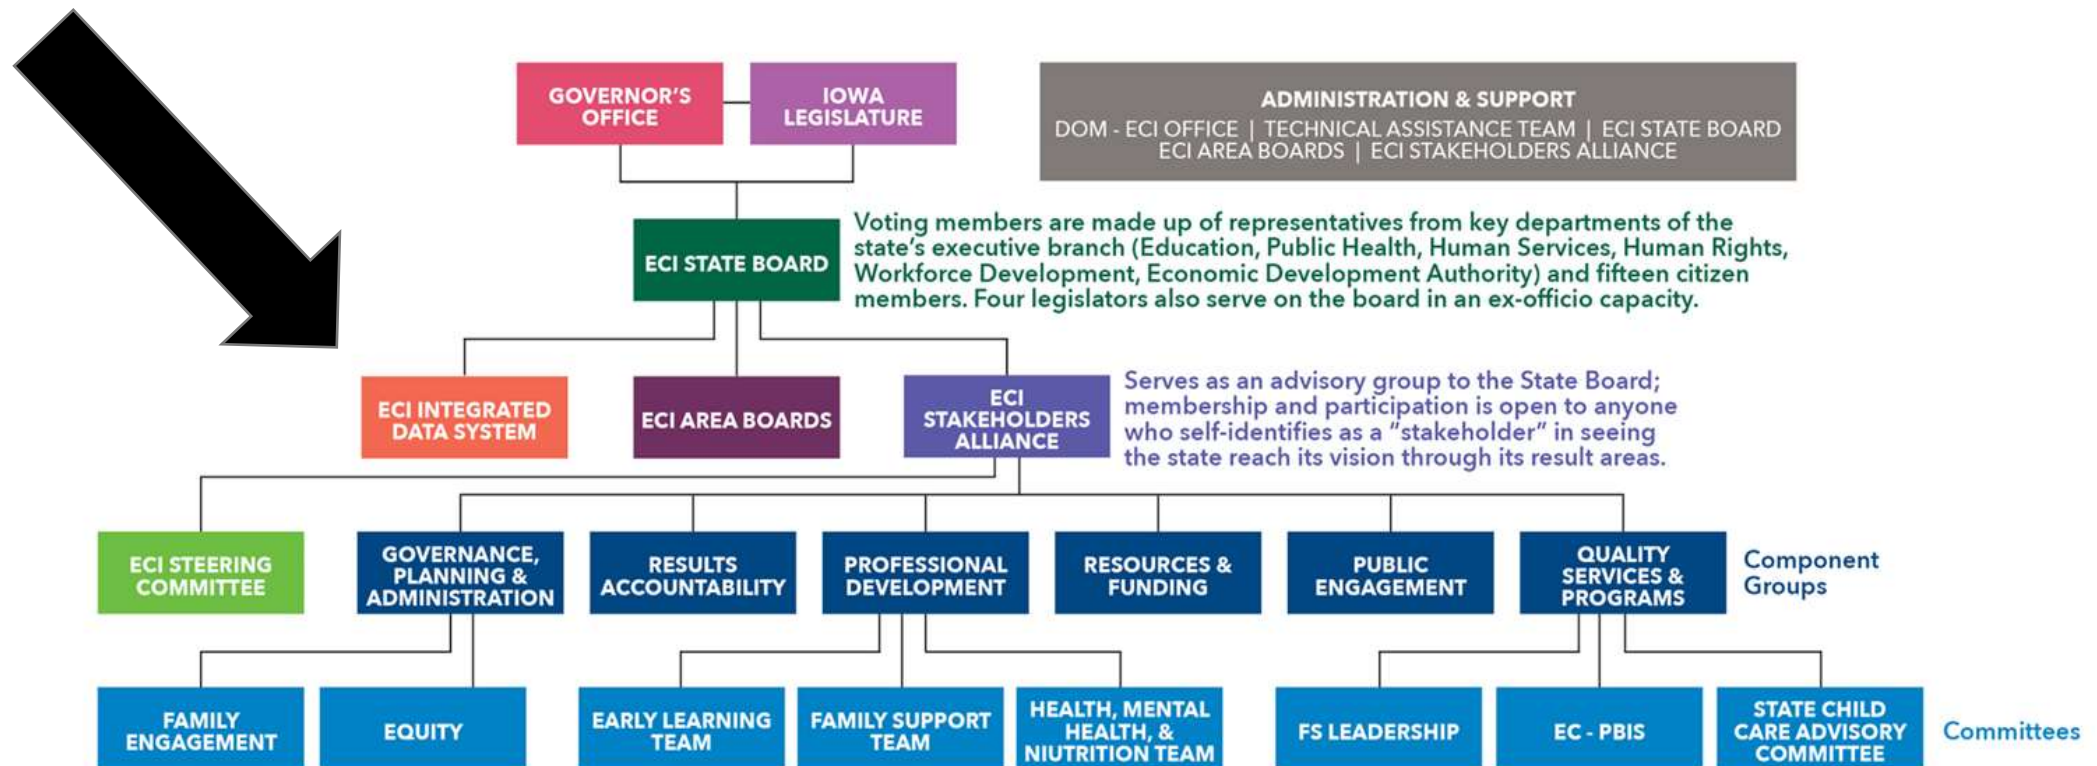 GOVERNOR'S
OFFICE
IOWA
LEGISLATURE
ADMINISTRATION & SUPPORT
DOM - ECI OFFICE | TECHNICAL ASSISTANCE TEAM | ECI STATE BOARD
ECI AREA BOARDS | ECI STAKEHOLDERS ALLIANCE
ECI STATE BOARD
Voting members are made up of representatives from key departments of the
state's executive branch (Education, Public Health, Human Services, Human Rights,
Workforce Development, Economic Development Authority) and fifteen citizen
members. Four legislators also serve on the board in an ex-officio capacity.
ECI INTEGRATED
DATA SYSTEM
ECI AREA BOARDS
ECI
STAKEHOLDERS
ALLIANCE
Serves as an advisory group to the State Board;
membership and participation is open to anyone
who self-identifies as a "stakeholder" in seeing
the state reach its vision through its result areas.
ECI STEERING
COMMITTEE
GOVERNANCE,
PLANNING &
ADMINISTRATION
RESULTS
ACCOUNTABILITY
PROFESSIONAL
DEVELOPMENT
RESOURCES &
FUNDING
PUBLIC
ENGAGEMENT
QUALITY
SERVICES &
PROGRAMS
Component
Groups
FAMILY
ENGAGEMENT
EQUITY
EARLY LEARNING
TEAM
FAMILY SUPPORT
TEAM
HEALTH, MENTAL
HEALTH, &
NIUTRITION TEAM
FS LEADERSHIP
EC - PBIS
STATE CHILD
CARE ADVISORY
COMMITTEE
Committees